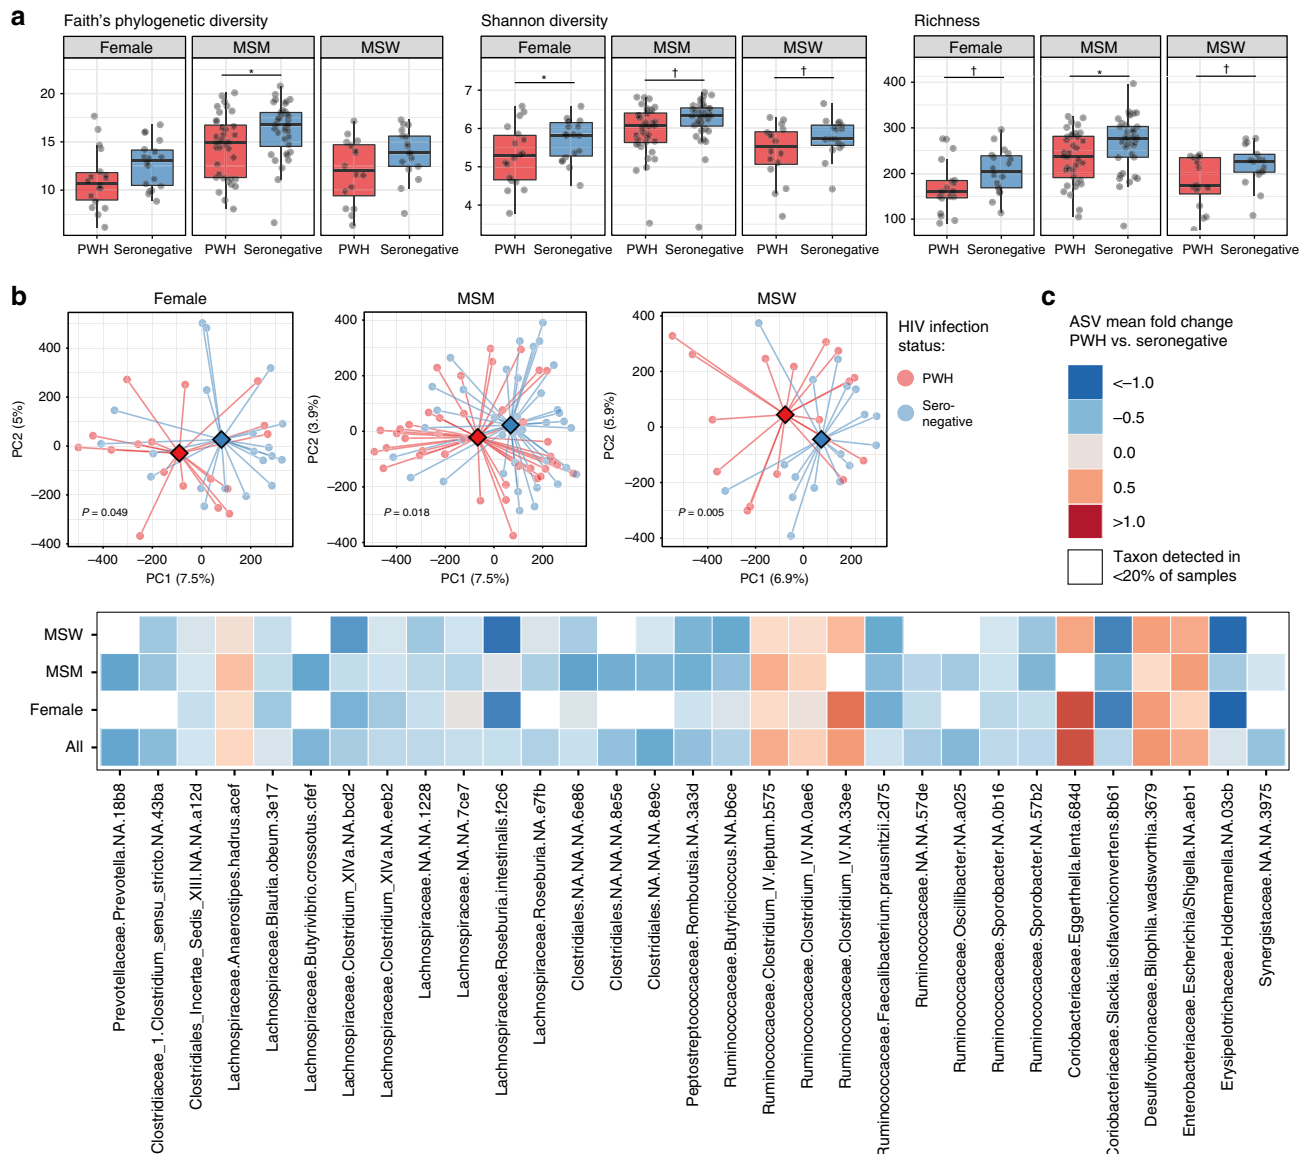 a
Faith's phylogenetic diversity
Shannon diversity
Richness
Female
MSM
MSW
Female
MSM
MSW
Female
MSM
MSW
*
*
†
†
†
*
†
20
15
10
7
6
5
4
400
300
200
100
PWH Seronegative
PWH Seronegative
PWH Seronegative
PWH Seronegative
PWH Seronegative
PWH Seronegative
PWH Seronegative
PWH Seronegative
PWH Seronegative
b
Female
MSM
MSW
PC2 (5%)
400
200
0
−200
−400
P = 0.049
−400 −200 0 200
PC1 (7.5%)
PC2 (3.9%)
400
200
0
−200
−400
P = 0.018
−400 −200 0 200
PC1 (7.5%)
PC2 (5.9%)
400
200
0
−200
−400
P = 0.005
−400 −200 0 200
PC1 (6.9%)
HIV infection
status:
PWH
Sero-
negative
c
ASV mean fold change
PWH vs. seronegative
<−1.0
−0.5
0.0
0.5
>1.0
Taxon detected in
<20% of samples
MSW
MSM
Female
All
Prevotellaceae.Prevotella.NA.18b8
Clostridiaceae_1.Clostridium_sensu_stricto.NA.43ba
Clostridiales_Incertae_Sedis_XIII.NA.NA.a12d
Lachnospiraceae.Anaerostipes.hadrus.acef
Lachnospiraceae.Blautia.obeum.3e17
Lachnospiraceae.Butyrivibrio.crossotus.cfef
Lachnospiraceae.Clostridium_XIVa.NA.bcd2
Lachnospiraceae.Clostridium_XIVa.NA.eeb2
Lachnospiraceae.NA.NA.1228
Lachnospiraceae.NA.NA.7ce7
Lachnospiraceae.Roseburia.intestinalis.f2c6
Lachnospiraceae.Roseburia.NA.e7fb
Clostridiales.NA.NA.NA.6e86
Clostridiales.NA.NA.NA.8e5e
Clostridiales.NA.NA.NA.8e9c
Peptostreptococcaceae.Romboutsia.NA.3a3d
Ruminococcaceae.Butyricicoccus.NA.b6ce
Ruminococcaceae.Clostridium_IV.leptum.b575
Ruminococcaceae.Clostridium_IV.NA.0ae6
Ruminococcaceae.Clostridium_IV.NA.33ee
Ruminococcaceae.Faecalibacterium.prausnitzii.2d75
Ruminococcaceae.NA.NA.57de
Ruminococcaceae.Oscillibacter.NA.a025
Ruminococcaceae.Sporobacter.NA.0b16
Ruminococcaceae.Sporobacter.NA.57b2
Coriobacteriaceae.Eggerthella.lenta.684d
Coriobacteriaceae.Slackia.isoflavoniconvertens.8b61
Desulfovibrionaceae.Bilophila.wadsworthia.3679
Enterobacteriaceae.Escherichia/Shigella.NA.aeb1
Erysipelotrichaceae.Holdemanella.NA.03cb
Synergistaceae.NA.NA.3975